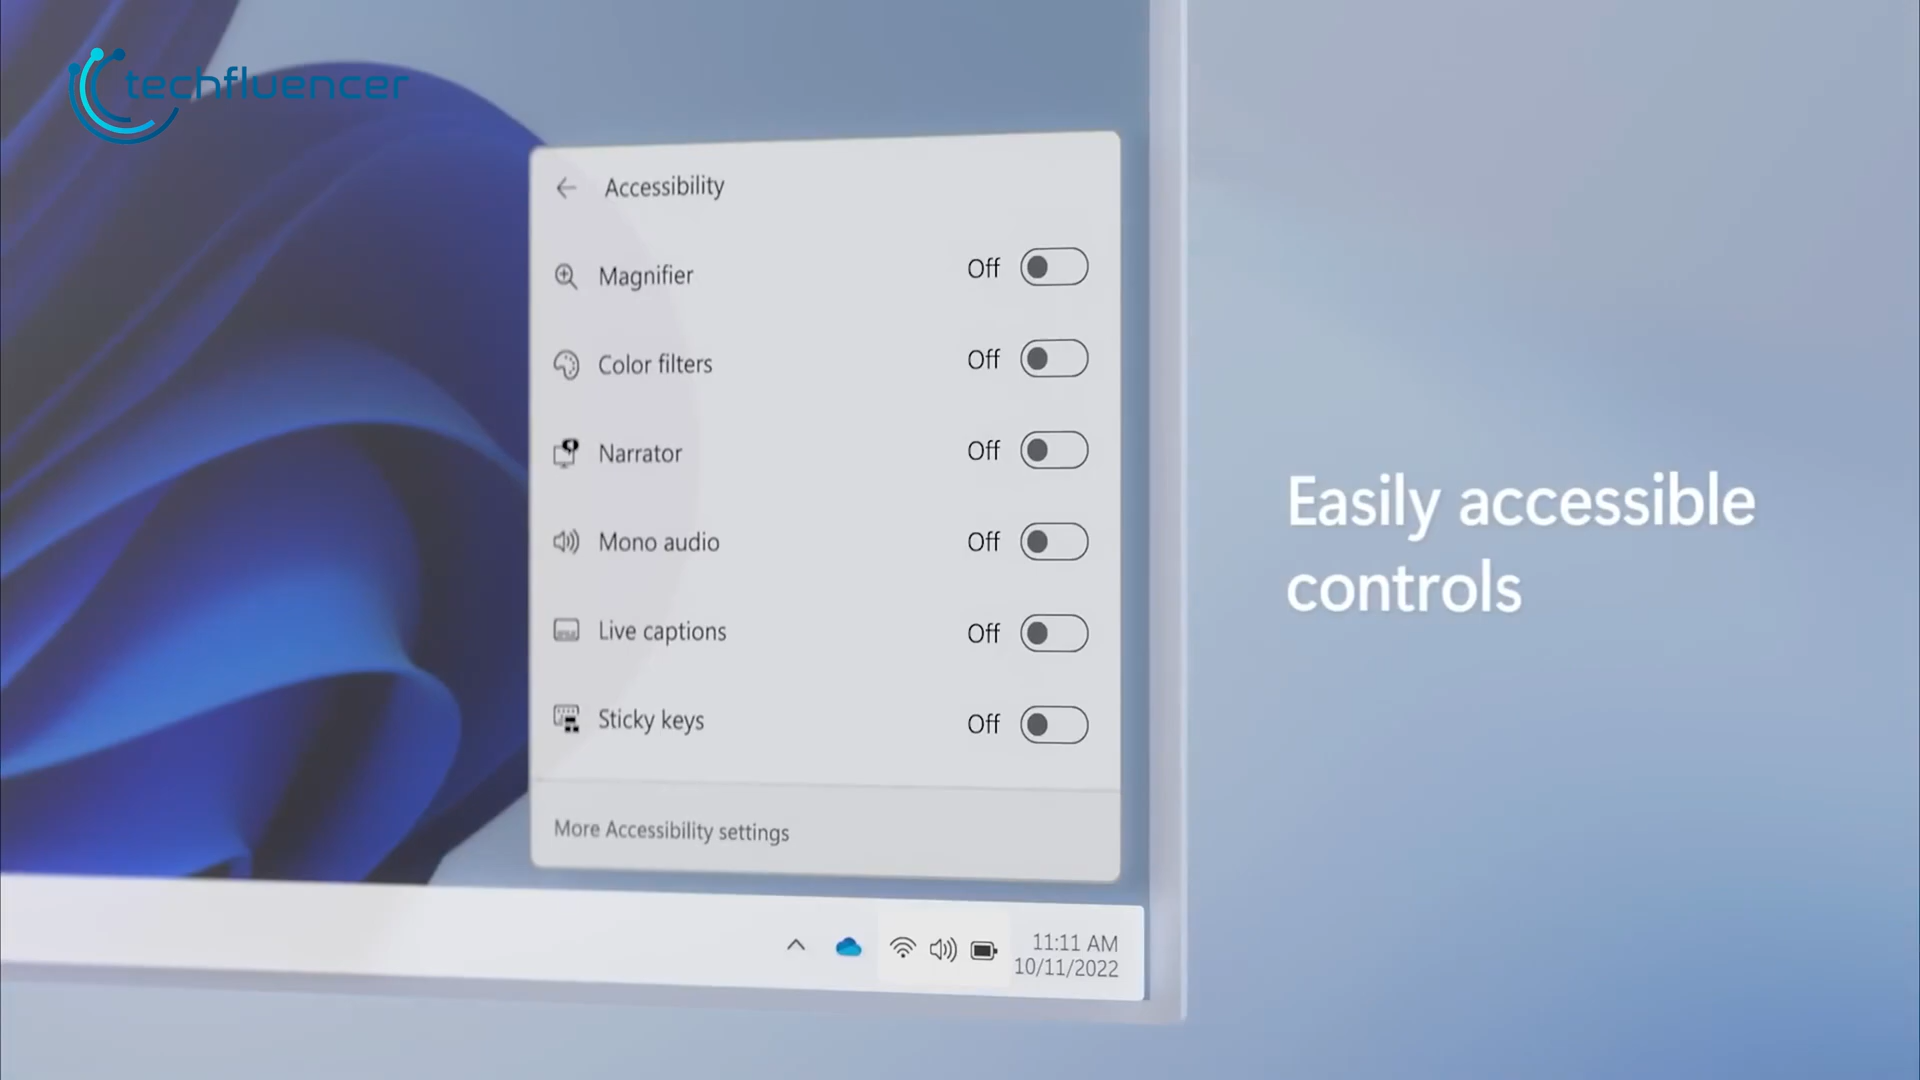 techfluencer
Accessibility
Magnifier Off
Color filters Off
Narrator Off
Mono audio Off
Live captions Off
Sticky keys Off
More Accessibility settings
Easily accessible
controls
11:11 AM
10/11/2022